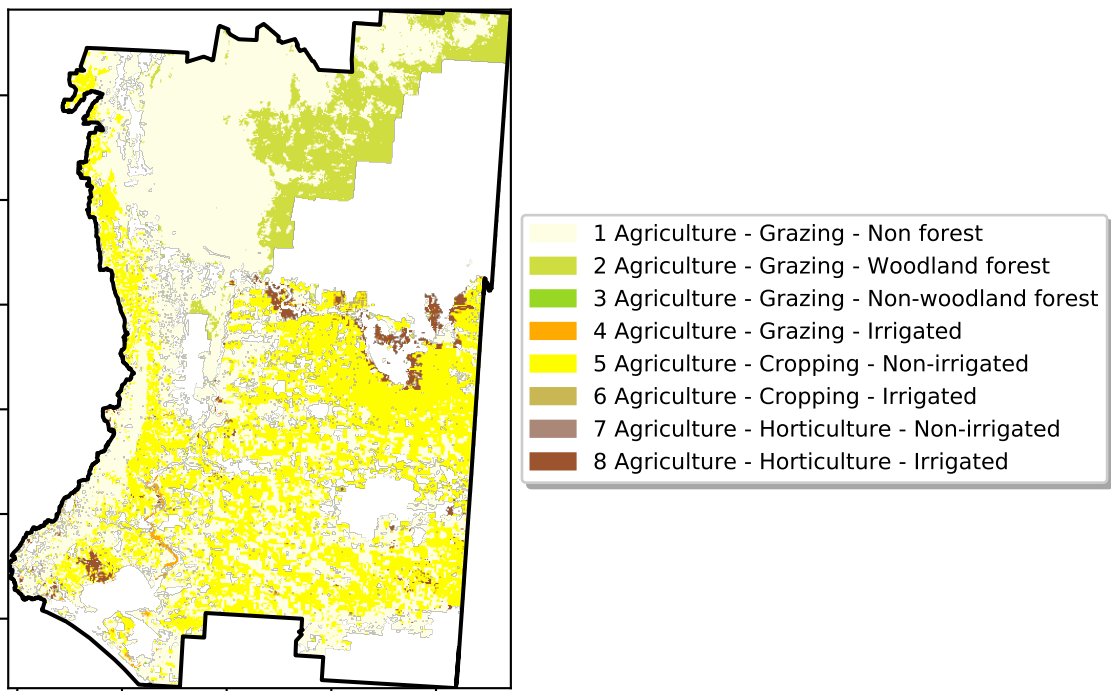 1 Agriculture - Grazing - Non forest
2 Agriculture - Grazing - Woodland forest
3 Agriculture - Grazing - Non-woodland forest
4 Agriculture - Grazing - Irrigated
5 Agriculture - Cropping - Non-irrigated
6 Agriculture - Cropping - Irrigated
7 Agriculture - Horticulture - Non-irrigated
8 Agriculture - Horticulture - Irrigated